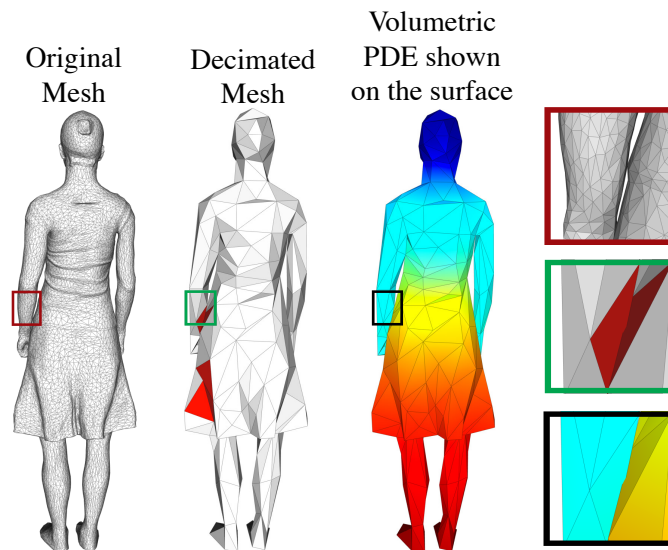 Original
Mesh
Decimated
Mesh
Volumetric
PDE shown
on the surface